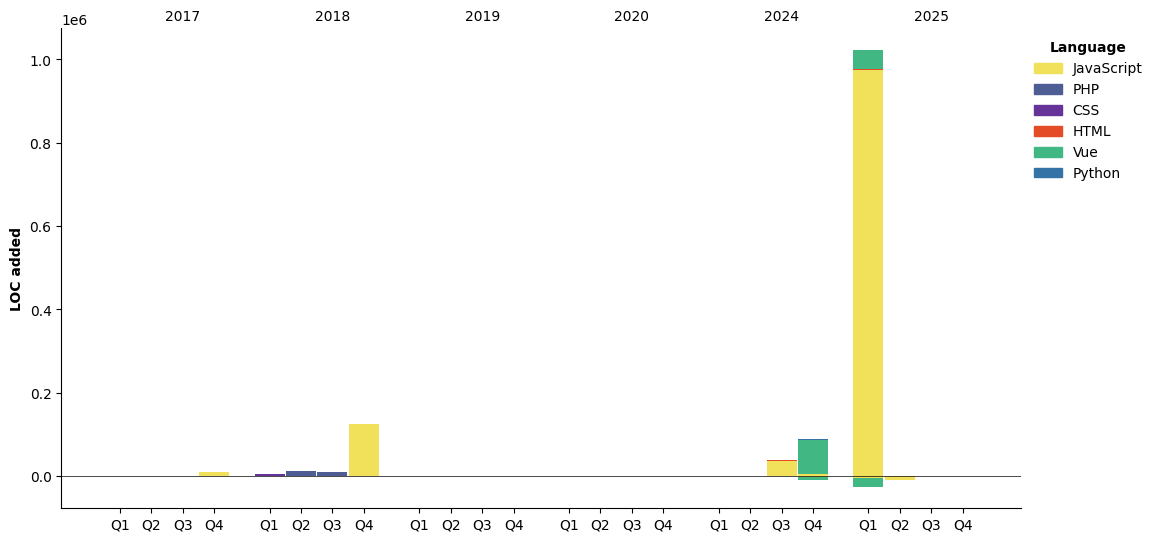 1e6
2017 2018 2019 2020 2024 2025
Language
JavaScript
PHP
CSS
HTML
Vue
Python
LOC added
1.0
0.8
0.6
0.4
0.2
0.0
Q1 Q2 Q3 Q4 Q1 Q2 Q3 Q4 Q1 Q2 Q3 Q4 Q1 Q2 Q3 Q4 Q1 Q2 Q3 Q4 Q1 Q2 Q3 Q4